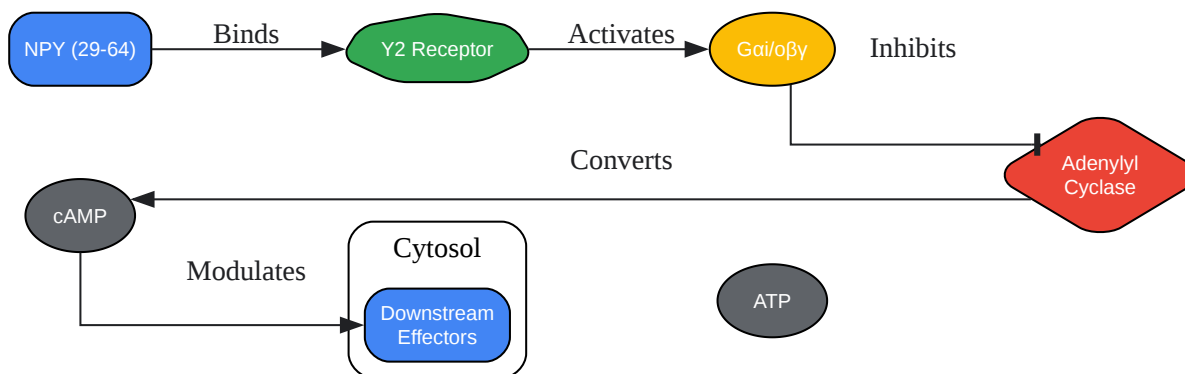 NPY (29-64)
Binds
Y2 Receptor
Activates
Gαi/oβγ
Inhibits
Adenylyl
Cyclase
Converts
cAMP
Modulates
Cytosol
Downstream
Effectors
ATP